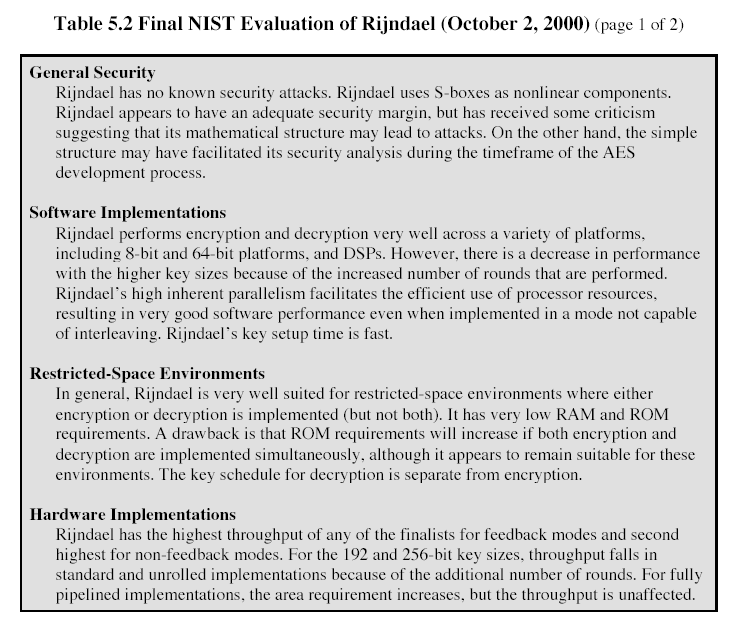 Table 5.2 Final NIST Evaluation of Rijndael (October 2, 2000) (page 1 of 2)
General Security
Rijndael has no known security attacks. Rijndael uses S-boxes as nonlinear components.
Rijndael appears to have an adequate security margin, but has received some criticism
suggesting that its mathematical structure may lead to attacks. On the other hand, the simple
structure may have facilitated its security analysis during the timeframe of the AES
development process.
Software Implementations
Rijndael performs encryption and decryption very well across a variety of platforms,
including 8-bit and 64-bit platforms, and DSPs. However, there is a decrease in performance
with the higher key sizes because of the increased number of rounds that are performed.
Rijndael's high inherent parallelism facilitates the efficient use of processor resources,
resulting in very good software performance even when implemented in a mode not capable
of interleaving. Rijndael's key setup time is fast.
Restricted-Space Environments
In general, Rijndael is very well suited for restricted-space environments where either
encryption or decryption is implemented (but not both). It has very low RAM and ROM
requirements. A drawback is that ROM requirements will increase if both encryption and
decryption are implemented simultaneously, although it appears to remain suitable for these
environments. The key schedule for decryption is separate from encryption.
Hardware Implementations
Rijndael has the highest throughput of any of the finalists for feedback modes and second
highest for non-feedback modes. For the 192 and 256-bit key sizes, throughput falls in
standard and unrolled implementations because of the additional number of rounds. For fully
pipelined implementations, the area requirement increases, but the throughput is unaffected.